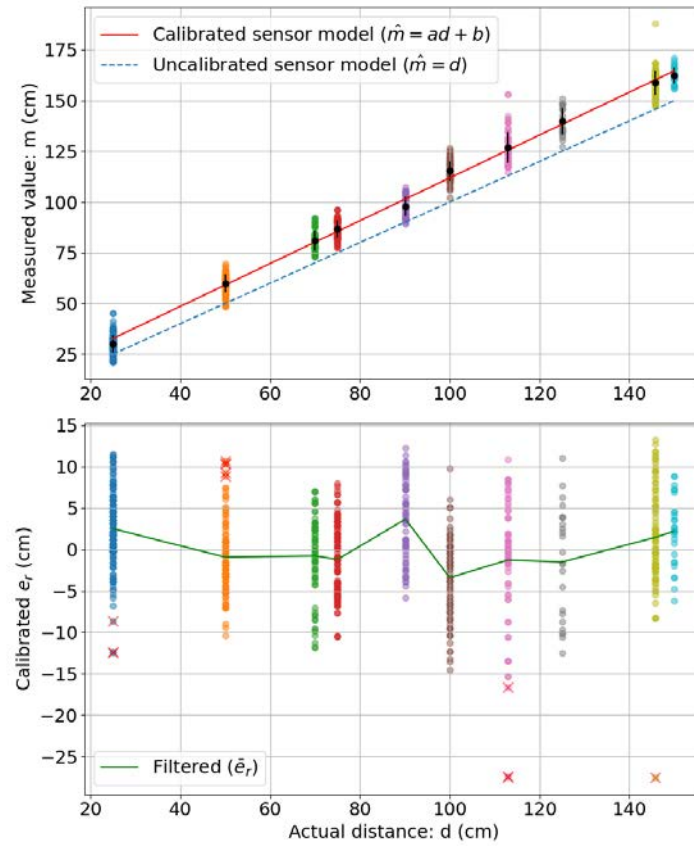 Calibrated sensor model (m̂ = ad + b)
Uncalibrated sensor model (m̂ = d)
Measured value: m (cm)
175
150
125
100
75
50
25
20 40 60 80 100 120 140
Calibrated eᵣ (cm)
15
10
5
0
−5
−10
−15
−20
−25
Filtered (ēᵣ)
20 40 60 80 100 120 140
Actual distance: d (cm)